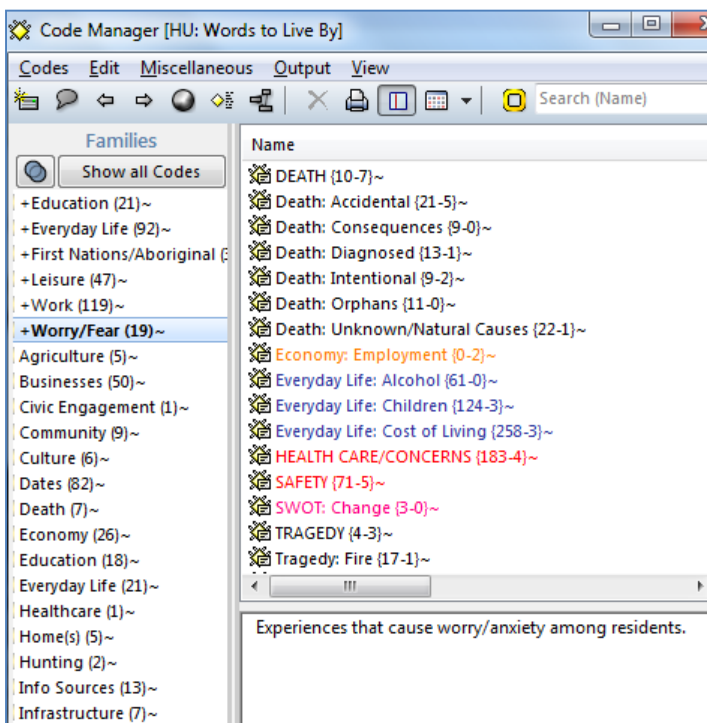 Code Manager [HU: Words to Live By]
Codes Edit Miscellaneous Output View
Search (Name)
Families
Show all Codes
+Education (21)~
+Everyday Life (92)~
+First Nations/Aboriginal (
+Leisure (47)~
+Work (119)~
+Worry/Fear (19)~
Agriculture (5)~
Businesses (50)~
Civic Engagement (1)~
Community (9)~
Culture (6)~
Dates (82)~
Death (7)~
Economy (26)~
Education (18)~
Everyday Life (21)~
Healthcare (1)~
Home(s) (5)~
Hunting (2)~
Info Sources (13)~
Infrastructure (7)~
Name
DEATH {10-7}~
Death: Accidental {21-5}~
Death: Consequences {9-0}~
Death: Diagnosed {13-1}~
Death: Intentional {9-2}~
Death: Orphans {11-0}~
Death: Unknown/Natural Causes {22-1}~
Economy: Employment {0-2}~
Everyday Life: Alcohol {61-0}~
Everyday Life: Children {124-3}~
Everyday Life: Cost of Living {258-3}~
HEALTH CARE/CONCERNS {183-4}~
SAFETY {71-5}~
SWOT: Change {3-0}~
TRAGEDY {4-3}~
Tragedy: Fire {17-1}~
Experiences that cause worry/anxiety among residents.